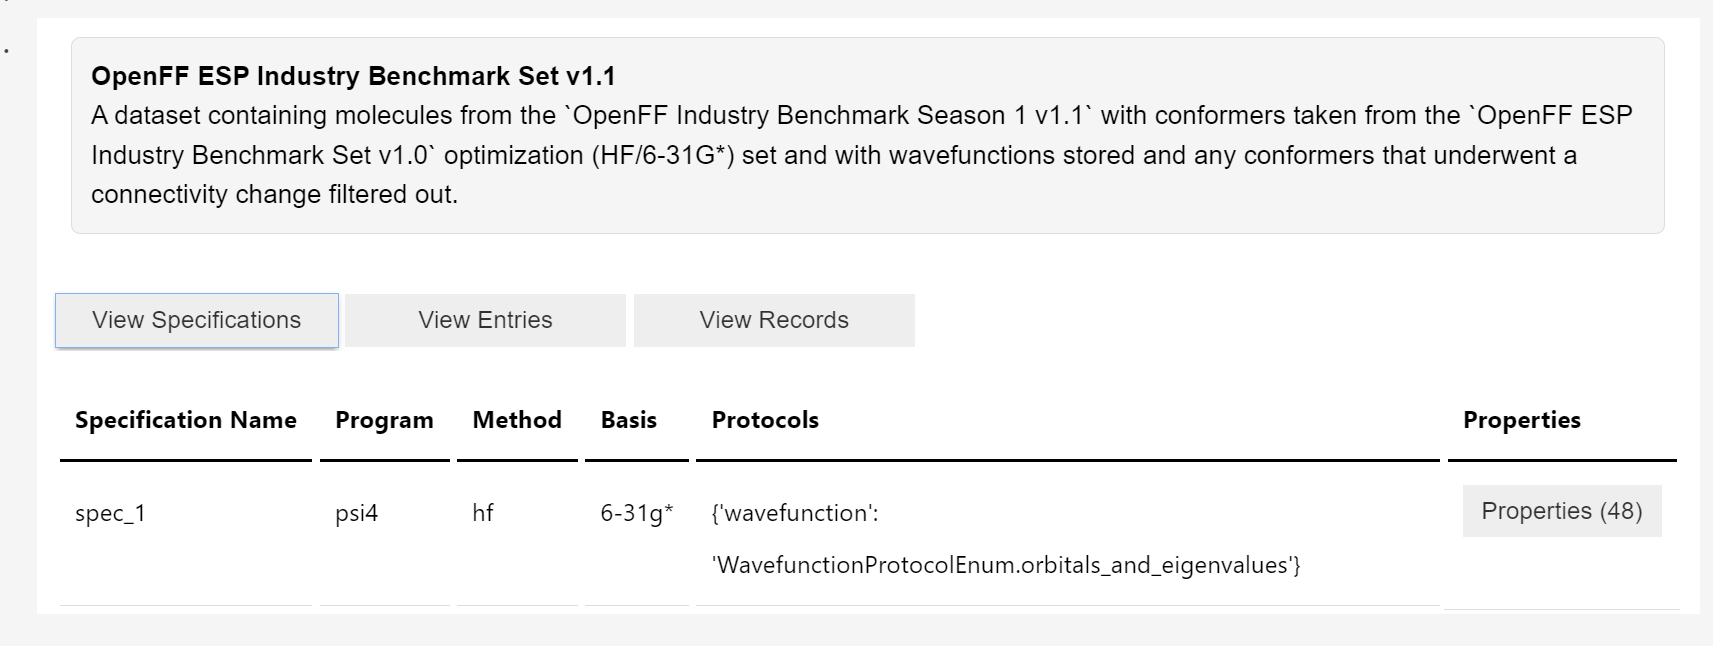 OpenFF ESP Industry Benchmark Set v1.1
A dataset containing molecules from the `OpenFF Industry Benchmark Season 1 v1.1` with conformers taken from the `OpenFF ESP
Industry Benchmark Set v1.0` optimization (HF/6-31G*) set and with wavefunctions stored and any conformers that underwent a
connectivity change filtered out.
View Specifications View Entries View Records
Specification Name Program Method Basis Protocols Properties
spec_1 psi4 hf 6-31g* {'wavefunction': Properties (48)
'WavefunctionProtocolEnum.orbitals_and_eigenvalues'}